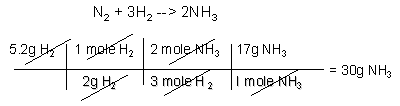 N₂ + 3H₂ --> 2NH₃
5.2g H₂ 1 mole H₂ 2 mole NH₃ 17g NH₃
2g H₂ 3 mole H₂ 1 mole NH₃ = 30g NH₃